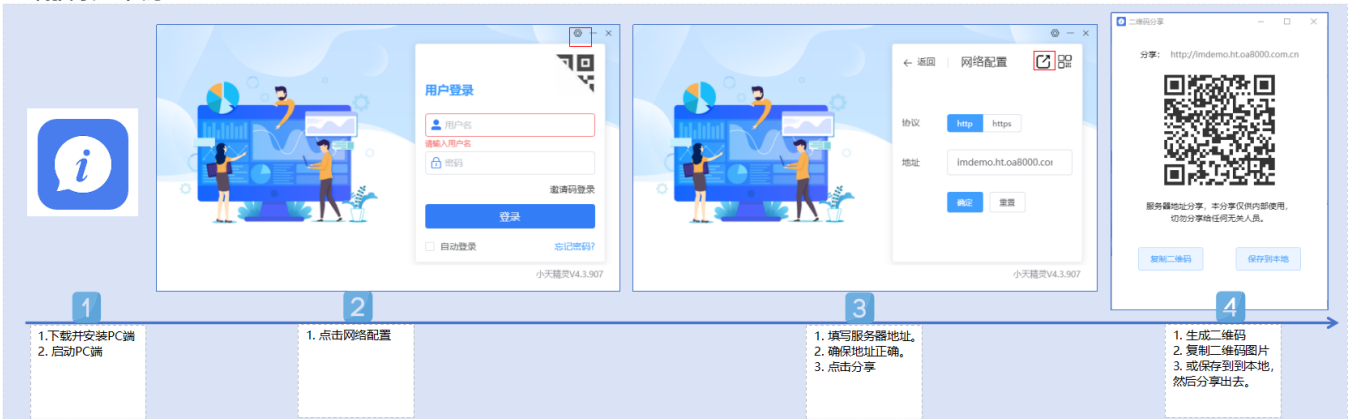 用户登录
用户名
请输入用户名
密码
邀请码登录
登录
自动登录
忘记密码?
小天精灵V4.3.907
← 返回
网络配置
协议
http
https
地址
imdemo.ht.oa8000.coi
确定
重置
小天精灵V4.3.907
二维码分享
分享: http://imdemo.ht.oa8000.com.cn
服务器地址分享，本分享仅供内部使用，
切勿分享给任何无关人员。
复制二维码
保存到本地
1
2
3
4
1.下载并安装PC端
2. 启动PC端
1. 点击网络配置
1. 填写服务器地址。
2. 确保地址正确。
3. 点击分享
1. 生成二维码
2. 复制二维码图片
3. 或保存到到本地，
然后分享出去。